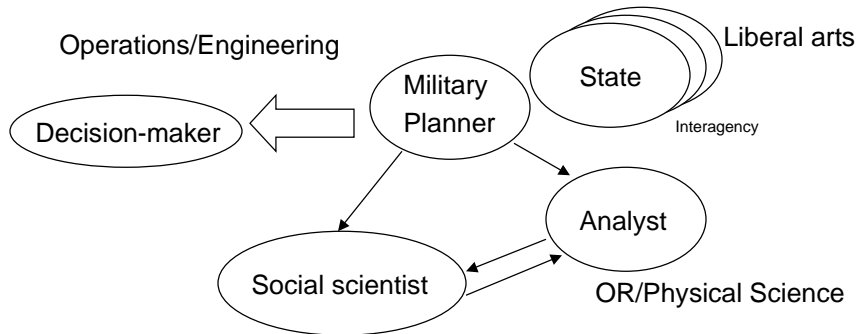 Operations/Engineering
Liberal arts
State
Military
Planner
Interagency
Decision-maker
Analyst
Social scientist
OR/Physical Science